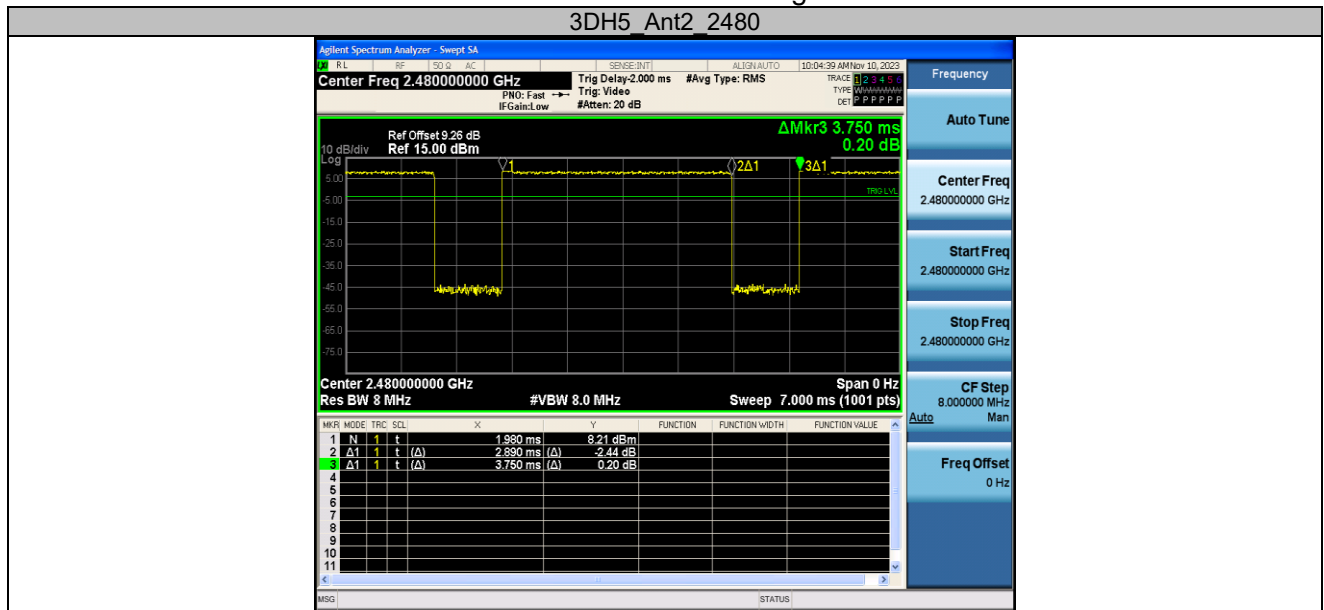 3DH5_Ant2_2480
Agilent Spectrum Analyzer - Swept SA
RL RF 50 Ω AC SENSE:INT ALIGNAUTO 10:04:39 AM Nov 10, 2023
Center Freq 2.480000000 GHz Trig Delay-2.000 ms #Avg Type: RMS TRACE 1 2 3 4 5 6
PNO: Fast Trig: Video TYPE WWWWWW
IFGain:Low #Atten: 20 dB DET P P P P P P
ΔMkr3 3.750 ms
0.20 dB
Ref Offset 9.26 dB
10 dB/div Ref 15.00 dBm
Log
1 2Δ1 3Δ1
5.00
TRIG LVL
-5.00
-15.0
-25.0
-35.0
-45.0
-55.0
-65.0
-75.0
Center 2.480000000 GHz Span 0 Hz
Res BW 8 MHz #VBW 8.0 MHz Sweep 7.000 ms (1001 pts)
MKR MODE TRC SCL X Y FUNCTION FUNCTION WIDTH FUNCTION VALUE
1 N 1 t 1.980 ms 8.21 dBm
2 Δ1 1 t (Δ) 2.890 ms (Δ) -2.44 dB
3 Δ1 1 t (Δ) 3.750 ms (Δ) 0.20 dB
4
5
6
7
8
9
10
11
MSG STATUS
Frequency
Auto Tune
Center Freq
2.480000000 GHz
Start Freq
2.480000000 GHz
Stop Freq
2.480000000 GHz
CF Step
8.000000 MHz
Auto Man
Freq Offset
0 Hz